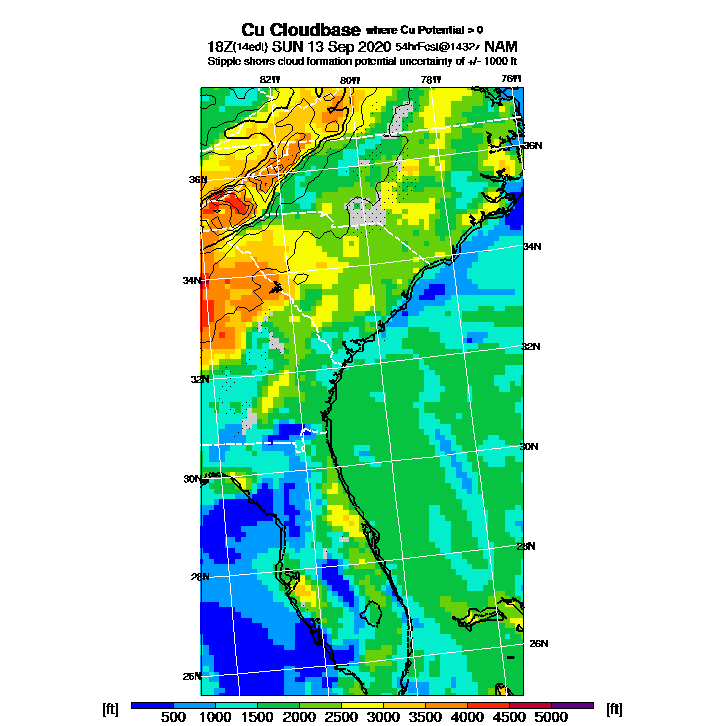 Cu Cloudbase where Cu Potential > 0
18Z(14edt) SUN 13 Sep 2020 54hrFcst@1432z NAM
Stipple shows cloud formation potential uncertainty of +/- 1000 ft
82W 80W 78W 76W
36N
36N
34N
34N
32N
32N
30N
30N
28N
28N
26N
26N
[ft] 500 1000 1500 2000 2500 3000 3500 4000 4500 5000 [ft]